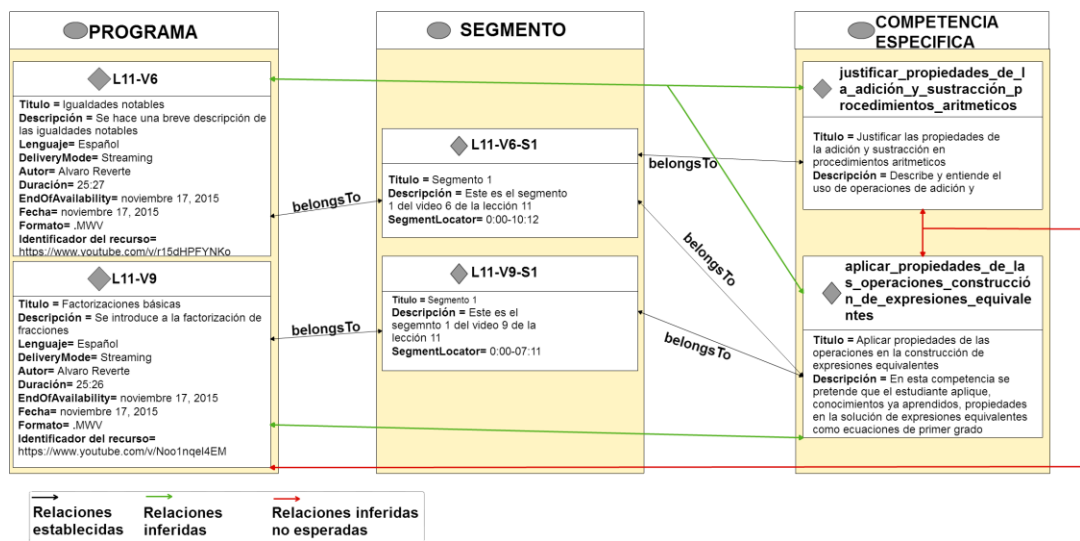 PROGRAMA
L11-V6
Titulo = Igualdades notables
Descripción = Se hace una breve descripción de
las igualdades notables
Lenguaje= Español
DeliveryMode= Streaming
Autor= Alvaro Reverte
Duración= 25:27
EndOfAvailability= noviembre 17, 2015
Fecha= noviembre 17, 2015
Formato= .MWV
Identificador del recurso=
https://www.youtube.com/v/r15dHPFYNKo
L11-V9
Titulo = Factorizaciones básicas
Descripción = Se introduce a la factorización de
fracciones
Lenguaje= Español
DeliveryMode= Streaming
Autor= Alvaro Reverte
Duración= 25:26
EndOfAvailability= noviembre 17, 2015
Fecha= noviembre 17, 2015
Formato= .MWV
Identificador del recurso=
https://www.youtube.com/v/Noo1nqeI4EM
belongsTo
belongsTo
SEGMENTO
L11-V6-S1
Titulo = Segmento 1
Descripción = Este es el segmento
1 del video 6 de la lección 11
SegmentLocator= 0:00-10:12
L11-V9-S1
Titulo = Segmento 1
Descripción = Este es el
segemnto 1 del video 9 de la
lección 11
SegmentLocator= 0:00-07:11
belongsTo
belongsTo
belongsTo
COMPETENCIA
ESPECIFICA
justificar_propiedades_de_l
a_adición_y_sustracción_p
rocedimientos_aritmeticos
Titulo = Justificar las propiedades de
la adición y sustracción en
procedimientos aritmeticos
Descripción = Describe y entiende el
uso de operaciones de adición y
aplicar_propiedades_de_la
s_operaciones_construcció
n_de_expresiones_equivale
ntes
Titulo = Aplicar propiedades de las
operaciones en la construcción de
expresiones equivalentes
Descripción = En esta competencia se
pretende que el estudiante aplique,
conocimientos ya aprendidos, propiedades
en la solución de expresiones equivalentes
como ecuaciones de primer grado
Relaciones
establecidas
Relaciones
inferidas
Relaciones inferidas
no esperadas